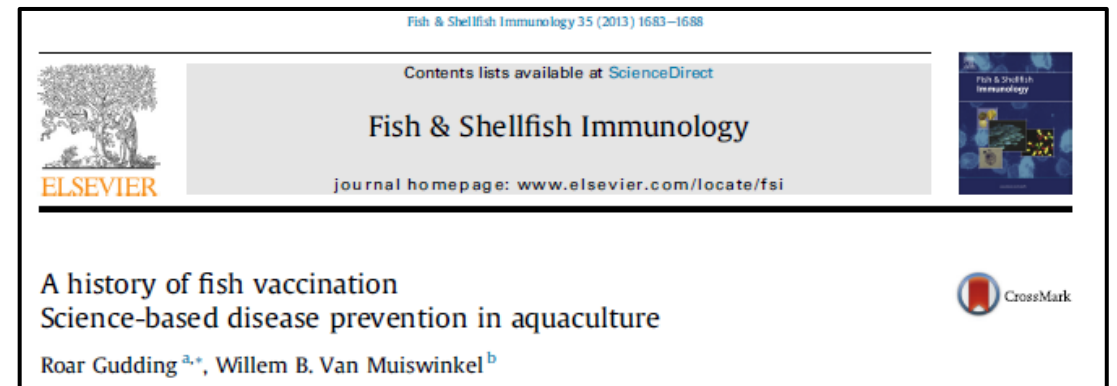 Fish & Shellfish Immunology 35 (2013) 1683–1688
Contents lists available at ScienceDirect
Fish & Shellfish Immunology
journal homepage: www.elsevier.com/locate/fsi
ELSEVIER
Fish & Shellfish
Immunology
A history of fish vaccination
Science-based disease prevention in aquaculture
CrossMark
Roar Gudding a,*, Willem B. Van Muiswinkel b